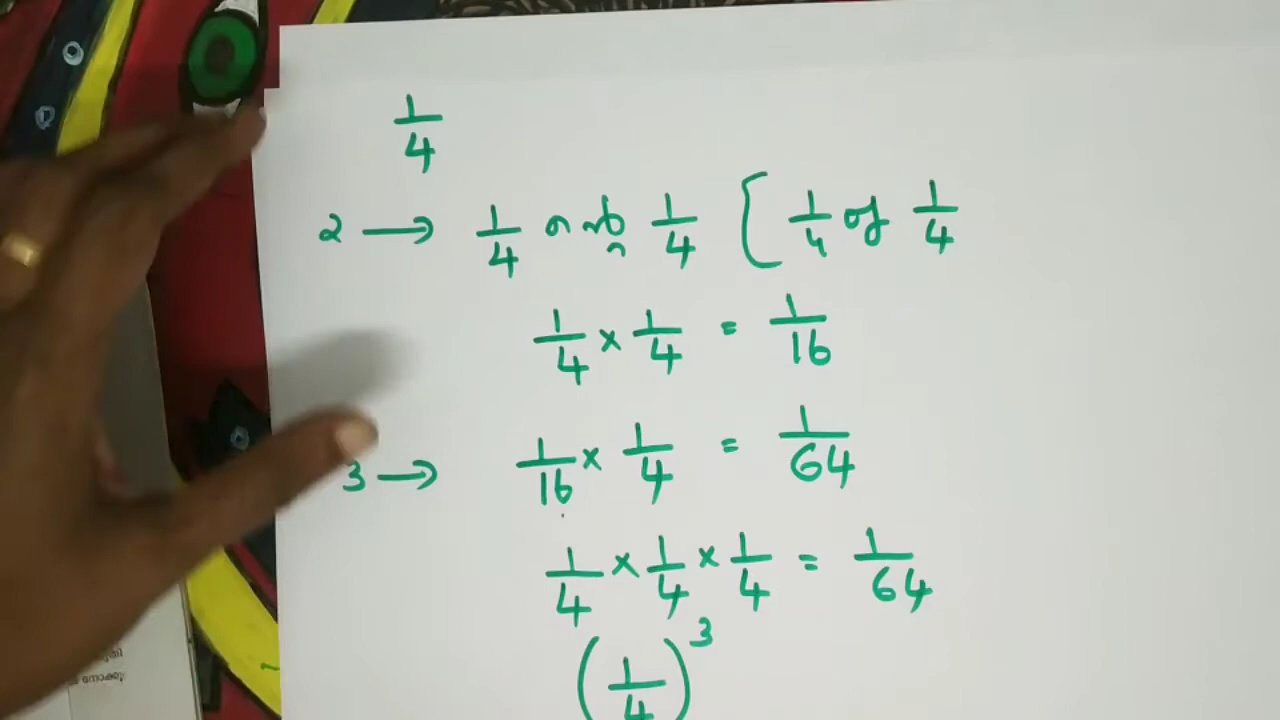 1/4
2 → 1/4 ന്റെ 1/4 [ 1/4 of 1/4
1/4 × 1/4 = 1/16
3 → 1/16 × 1/4 = 1/64
1/4 × 1/4 × 1/4 = 1/64
(1/4)³
നോക്കൂ